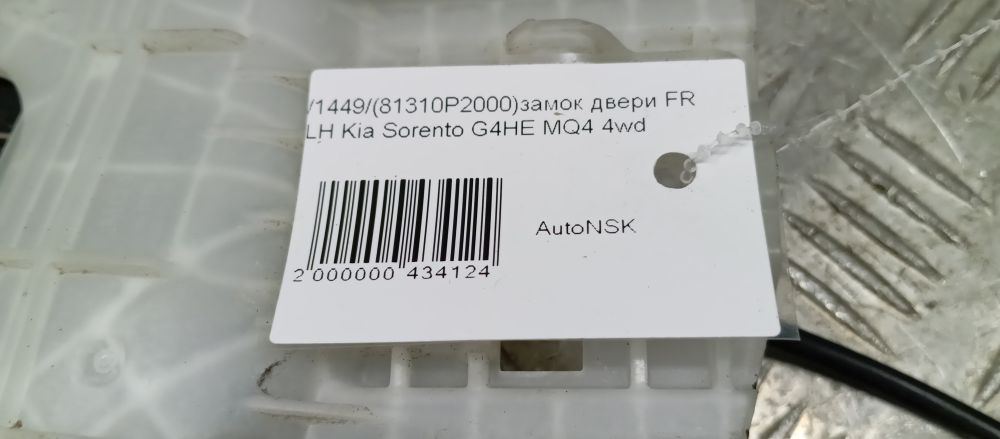 /1449/(81310P2000)замок двери FR
LH Kia Sorento G4HE MQ4 4wd
AutoNSK
2 000000 434124